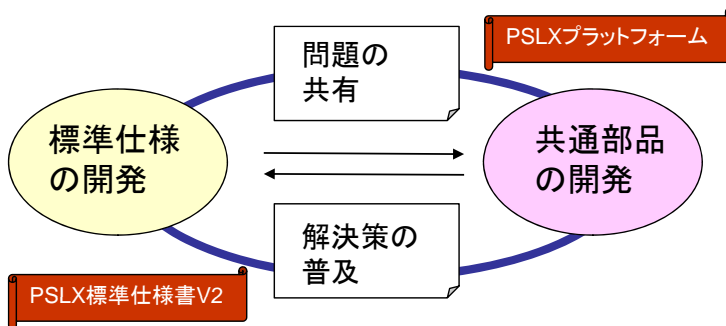 PSLXプラットフォーム
問題の
共有
標準仕様
の開発
共通部品
の開発
解決策の
普及
PSLX標準仕様書V2